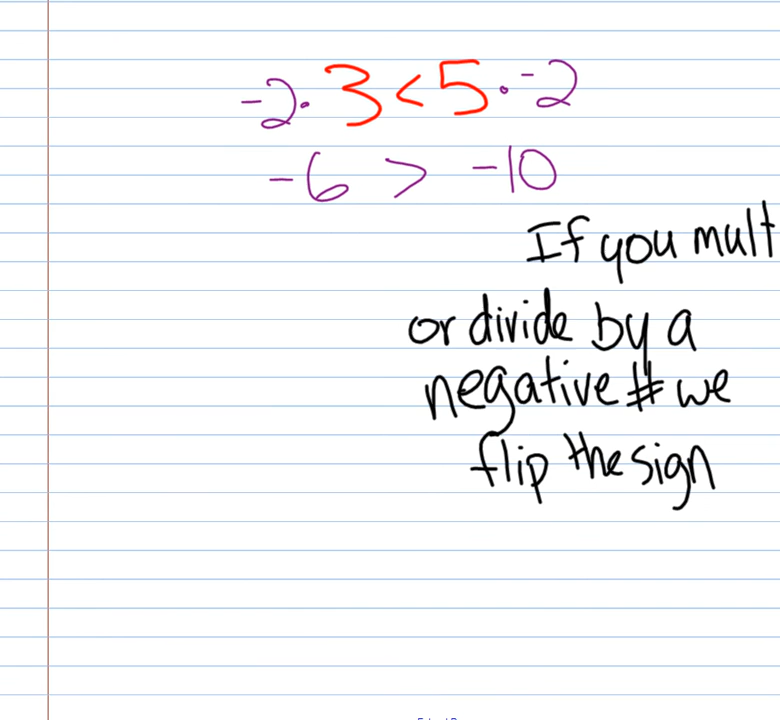 -2 · 3 < 5 · -2
-6 > -10
If you mult
or divide by a
negative # we
flip the sign